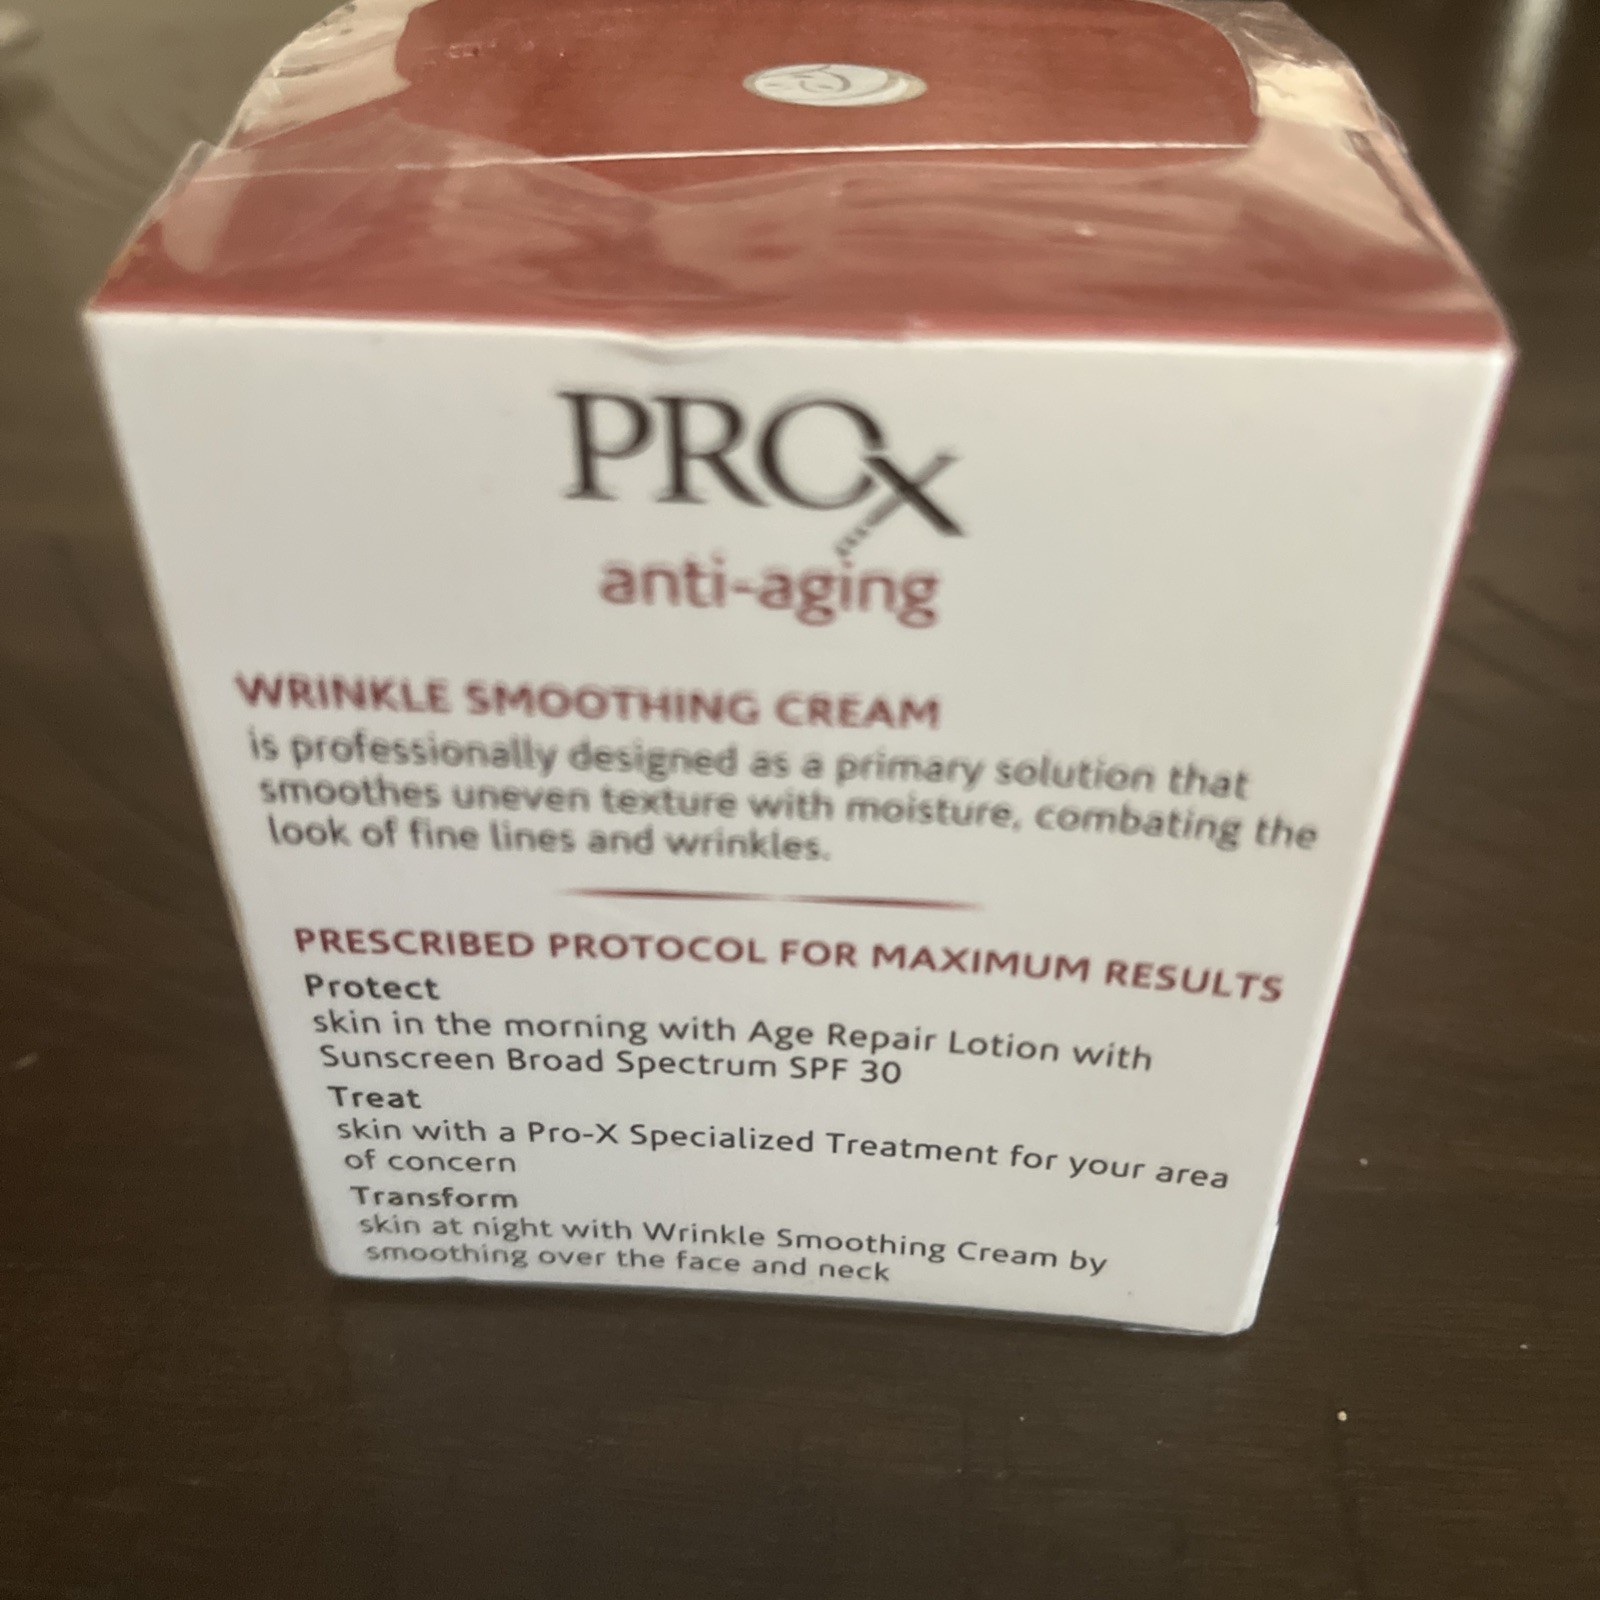 PROX
anti-aging
WRINKLE SMOOTHING CREAM
is professionally designed as a primary solution that
smoothes uneven texture with moisture, combating the
look of fine lines and wrinkles.
PRESCRIBED PROTOCOL FOR MAXIMUM RESULTS
Protect
skin in the morning with Age Repair Lotion with
Sunscreen Broad Spectrum SPF 30
Treat
skin with a Pro-X Specialized Treatment for your area
of concern
Transform
skin at night with Wrinkle Smoothing Cream by
smoothing over the face and neck